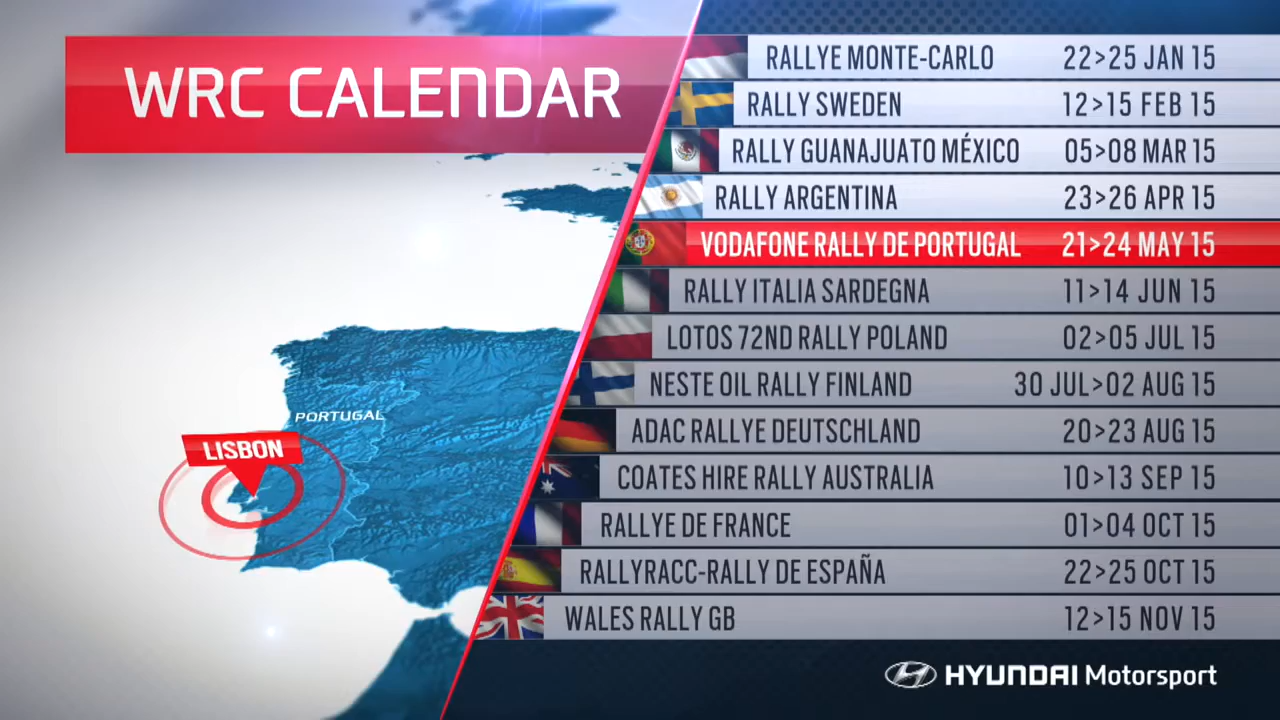 WRC CALENDAR
RALLYE MONTE-CARLO 22>25 JAN 15
RALLY SWEDEN 12>15 FEB 15
RALLY GUANAJUATO MÉXICO 05>08 MAR 15
RALLY ARGENTINA 23>26 APR 15
VODAFONE RALLY DE PORTUGAL 21>24 MAY 15
RALLY ITALIA SARDEGNA 11>14 JUN 15
LOTOS 72ND RALLY POLAND 02>05 JUL 15
NESTE OIL RALLY FINLAND 30 JUL>02 AUG 15
ADAC RALLYE DEUTSCHLAND 20>23 AUG 15
COATES HIRE RALLY AUSTRALIA 10>13 SEP 15
RALLYE DE FRANCE 01>04 OCT 15
RALLYRACC-RALLY DE ESPAÑA 22>25 OCT 15
WALES RALLY GB 12>15 NOV 15
PORTUGAL
LISBON
HYUNDAI Motorsport